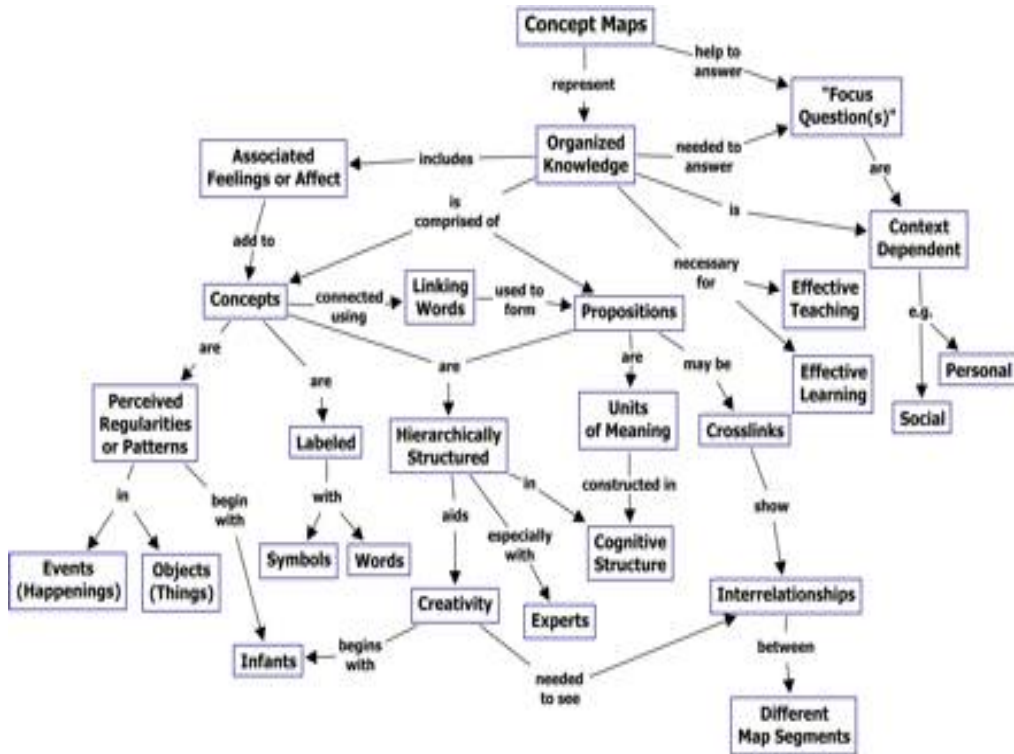 Concept Maps
help to
answer
represent
"Focus
Question(s)"
Organized
Knowledge
needed to
answer
Associated
Feelings or Affect
includes
are
is
comprised of
is
Context
Dependent
add to
necessary
for
Concepts
connected
using
Linking
Words
used to
form
Propositions
Effective
Teaching
e.g.
are
are
are
are
may be
Personal
Effective
Learning
Social
Perceived
Regularities
or Patterns
Labeled
Hierarchically
Structured
Units
of Meaning
Crosslinks
in
begin
with
with
aids
in
especially
with
constructed in
show
Events
(Happenings)
Objects
(Things)
Symbols
Words
Cognitive
Structure
Creativity
Experts
Interrelationships
Infants
begins
with
needed
to see
between
Different
Map Segments